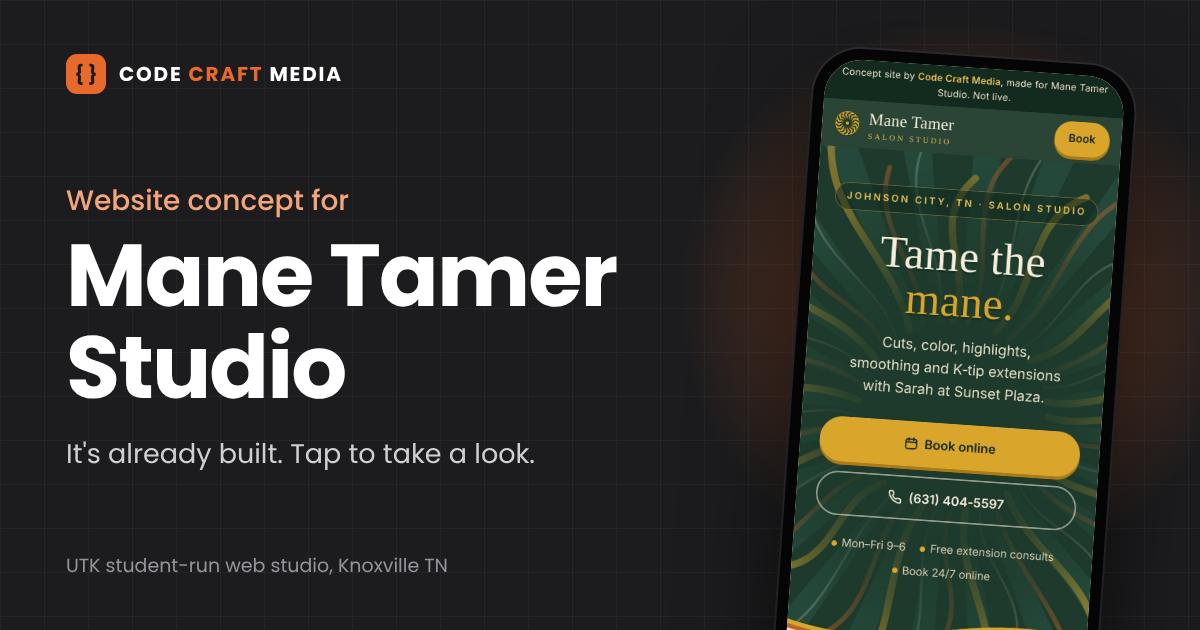 { } CODE CRAFT MEDIA
Website concept for
Mane Tamer
Studio
It's already built. Tap to take a look.
UTK student-run web studio, Knoxville TN
Concept site by Code Craft Media, made for Mane Tamer
Studio. Not live.
Mane Tamer
SALON STUDIO
Book
JOHNSON CITY, TN · SALON STUDIO
Tame the
mane.
Cuts, color, highlights,
smoothing and K-tip extensions
with Sarah at Sunset Plaza.
Book online
(631) 404-5597
Mon–Fri 9–6
Free extension consults
Book 24/7 online